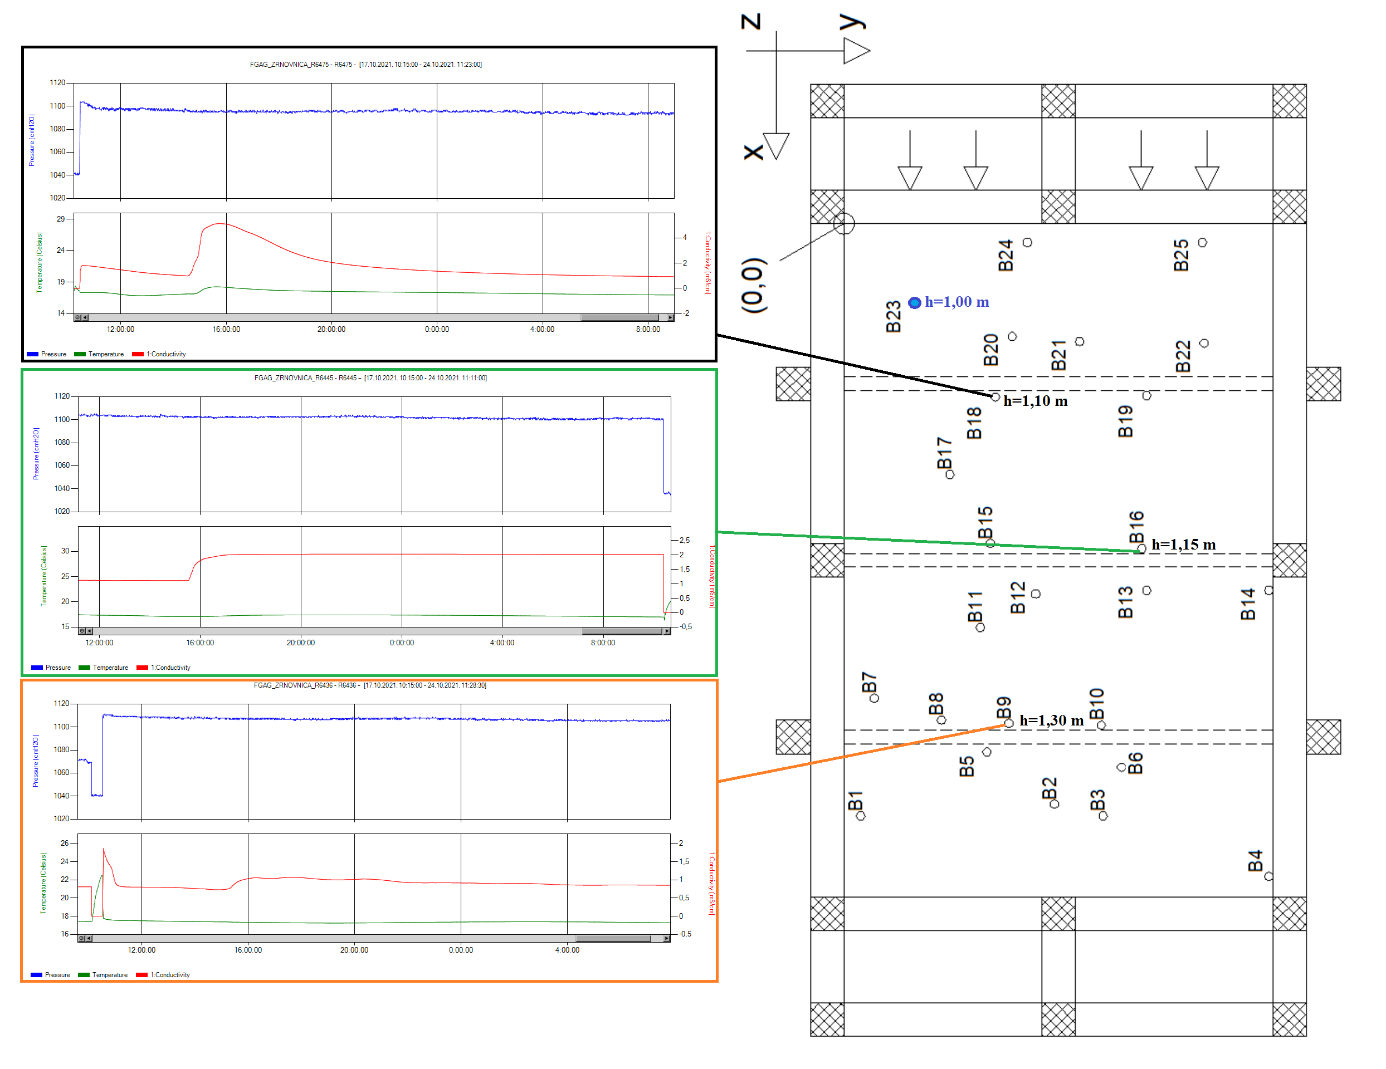 FGAG_ZRNOVNICA_R6475 - R6475 - [17.10.2021. 10:15:00 - 24.10.2021. 11:23:00]
Pressure [cmH20]
1120
1100
1080
1060
1040
1020
Temperature [Celsius]
29
24
19
14
1:Conductivity [mS/cm]
4
2
0
-2
12:00:00
16:00:00
20:00:00
0:00:00
4:00:00
8:00:00
Pressure Temperature 1:Conductivity
FGAG_ZRNOVNICA_R6445 - R6445 - [17.10.2021. 10:15:00 - 24.10.2021. 11:11:00]
Pressure [cmH20]
1120
1100
1080
1060
1040
1020
Temperature [Celsius]
30
25
20
15
1:Conductivity [mS/cm]
2,5
2
1,5
1
0,5
0
-0,5
12:00:00
16:00:00
20:00:00
0:00:00
4:00:00
8:00:00
Pressure Temperature 1:Conductivity
FGAG_ZRNOVNICA_R6436 - R6436 - [17.10.2021. 10:15:00 - 24.10.2021. 11:28:30]
Pressure [cmH20]
1120
1100
1080
1060
1040
1020
Temperature [Celsius]
26
24
22
20
18
16
1:Conductivity [mS/cm]
2
1,5
1
0,5
0
-0,5
12:00:00
16:00:00
20:00:00
0:00:00
4:00:00
Pressure Temperature 1:Conductivity
z
y
x
(0,0)
B24
B25
B23
h=1,00 m
B20
B21
B22
B18
h=1,10 m
B19
B17
B15
B16
h=1,15 m
B12
B11
B13
B14
B7
B8
B9
h=1,30 m
B10
B5
B6
B1
B2
B3
B4